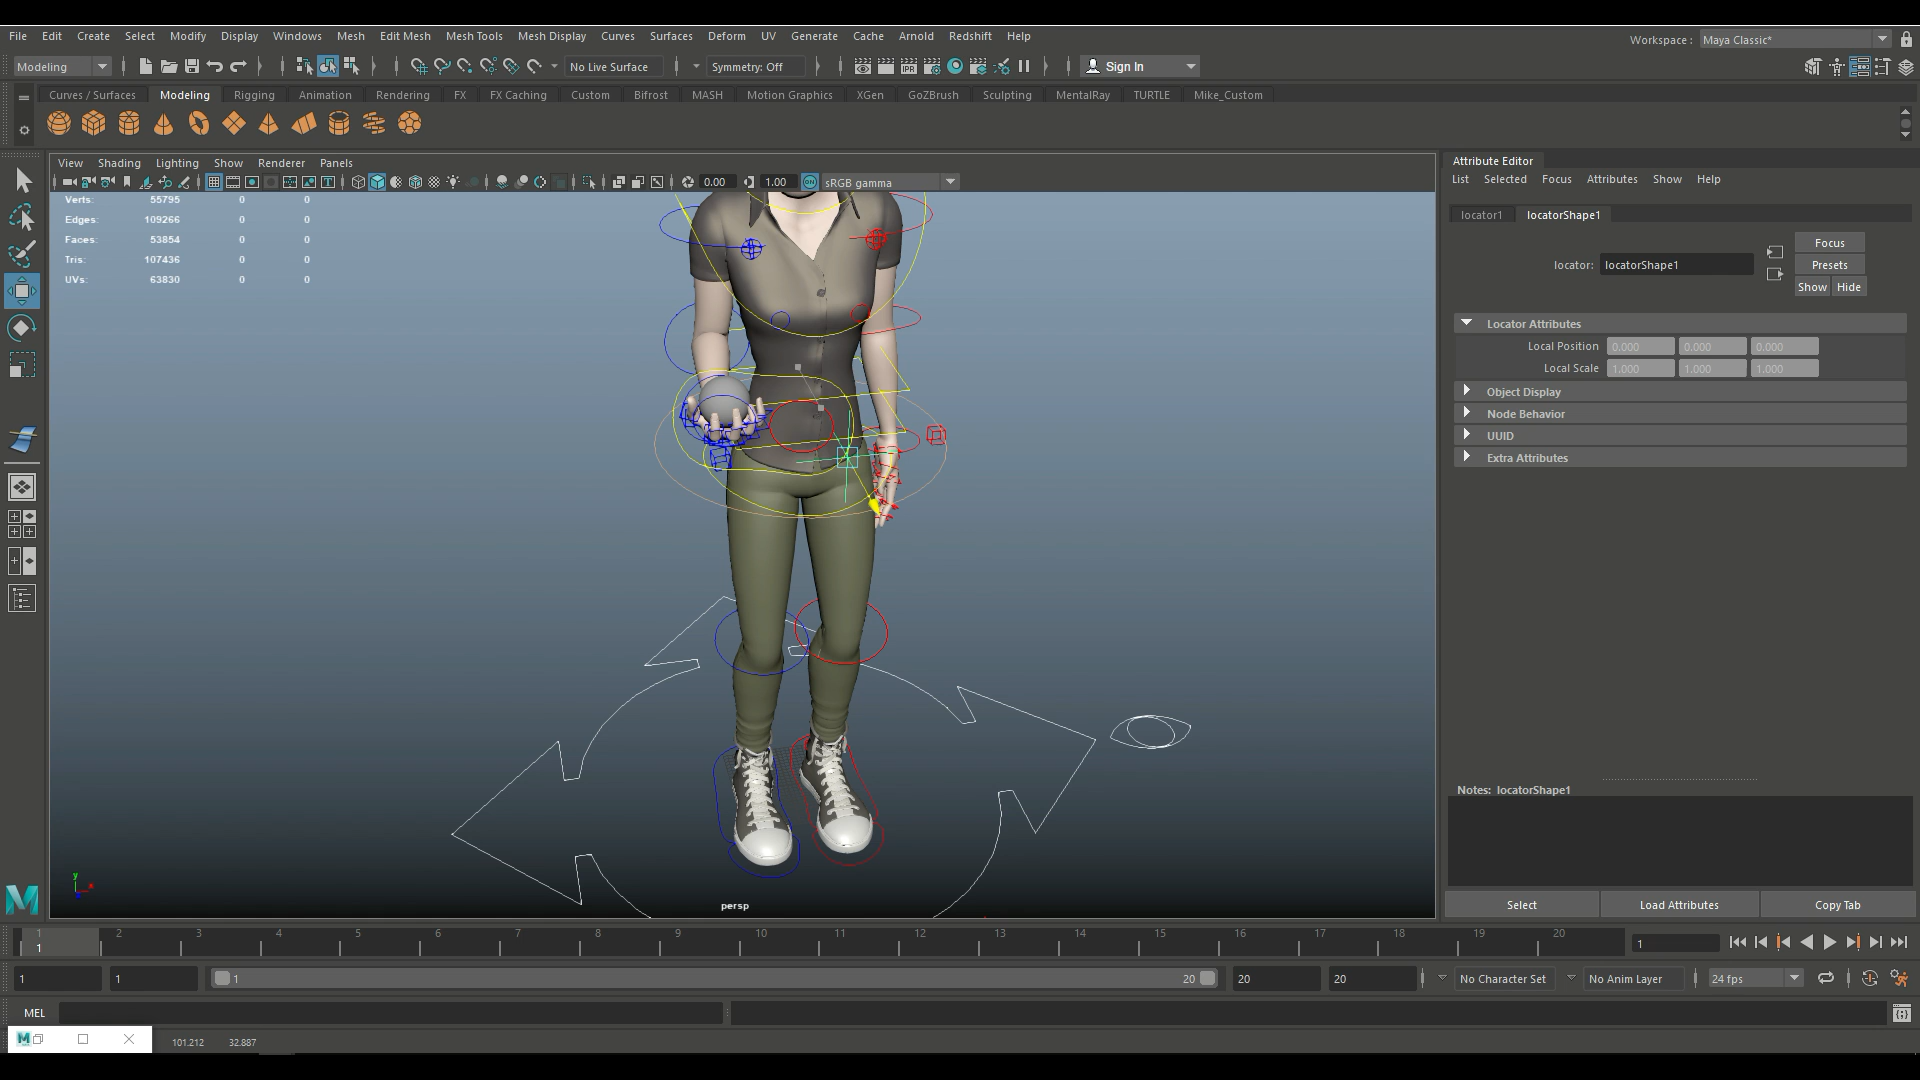 File Edit Create Select Modify Display Windows Mesh Edit Mesh Mesh Tools Mesh Display Curves Surfaces Deform UV Generate Cache Arnold Redshift Help
Workspace : Maya Classic*
Modeling
No Live Surface
Symmetry: Off
IPR
Sign In
Curves / Surfaces Modeling Rigging Animation Rendering FX FX Caching Custom Bifrost MASH Motion Graphics XGen GoZBrush Sculpting MentalRay TURTLE Mike_Custom
View Shading Lighting Show Renderer Panels
0.00 1.00 ON sRGB gamma
Verts: 55795 0 0
Edges: 109266 0 0
Faces: 53854 0 0
Tris: 107436 0 0
UVs: 63830 0 0
y x
persp
Attribute Editor
List Selected Focus Attributes Show Help
locator1 locatorShape1
Focus
locator: locatorShape1
Presets
Show Hide
Locator Attributes
Local Position 0.000 0.000 0.000
Local Scale 1.000 1.000 1.000
Object Display
Node Behavior
UUID
Extra Attributes
Notes: locatorShape1
Select Load Attributes Copy Tab
1 2 3 4 5 6 7 8 9 10 11 12 13 14 15 16 17 18 19 20
1
1
1 1 1 20 20 20 No Character Set No Anim Layer 24 fps
MEL
M
101.212 32.887